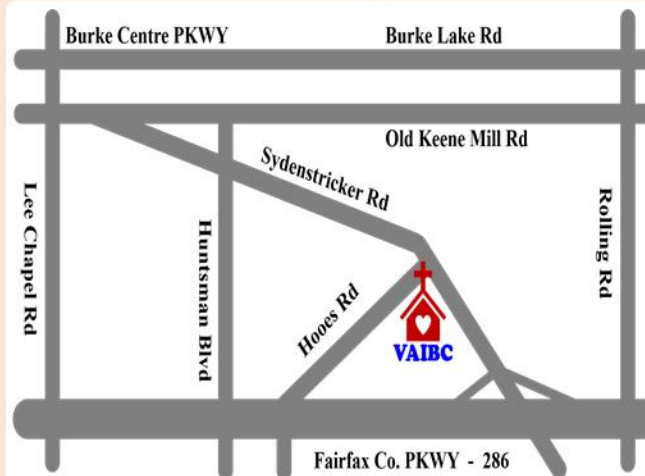 Burke Centre PKWY
Burke Lake Rd
Old Keene Mill Rd
Sydenstricker Rd
Lee Chapel Rd
Huntsman Blvd
Rolling Rd
Hooes Rd
VAIBC
Fairfax Co. PKWY - 286